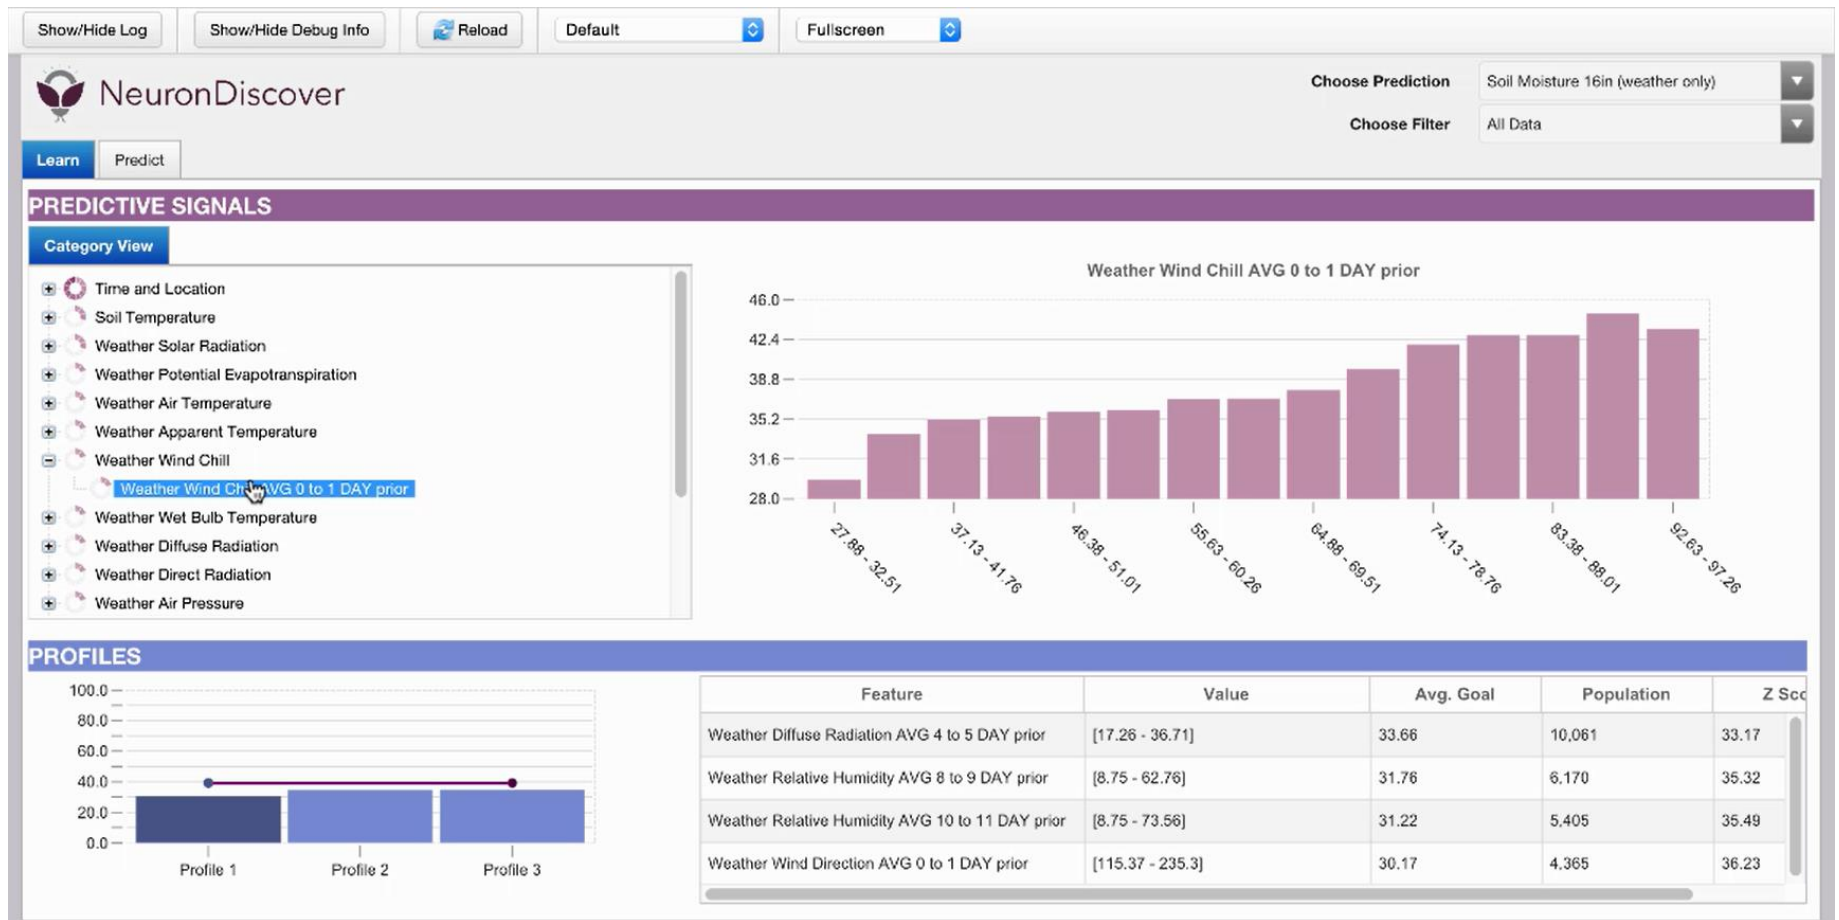 Show/Hide Log
Show/Hide Debug Info
Reload
Default
Fullscreen
NeuronDiscover
Choose Prediction
Soil Moisture 16in (weather only)
Choose Filter
All Data
Learn
Predict
PREDICTIVE SIGNALS
Category View
Time and Location
Soil Temperature
Weather Solar Radiation
Weather Potential Evapotranspiration
Weather Air Temperature
Weather Apparent Temperature
Weather Wind Chill
Weather Wind Ch AVG 0 to 1 DAY prior
Weather Wet Bulb Temperature
Weather Diffuse Radiation
Weather Direct Radiation
Weather Air Pressure
Weather Wind Chill AVG 0 to 1 DAY prior
46.0
42.4
38.8
35.2
31.6
28.0
27.88 - 32.51
37.13 - 41.76
46.38 - 51.01
55.63 - 60.26
64.88 - 69.51
74.13 - 78.76
83.38 - 88.01
92.63 - 97.26
PROFILES
100.0
80.0
60.0
40.0
20.0
0.0
Profile 1
Profile 2
Profile 3
Feature Value Avg. Goal Population Z Sco
Weather Diffuse Radiation AVG 4 to 5 DAY prior [17.26 - 36.71] 33.66 10,061 33.17
Weather Relative Humidity AVG 8 to 9 DAY prior [8.75 - 62.76] 31.76 6,170 35.32
Weather Relative Humidity AVG 10 to 11 DAY prior [8.75 - 73.56] 31.22 5,405 35.49
Weather Wind Direction AVG 0 to 1 DAY prior [115.37 - 235.3] 30.17 4,365 36.23